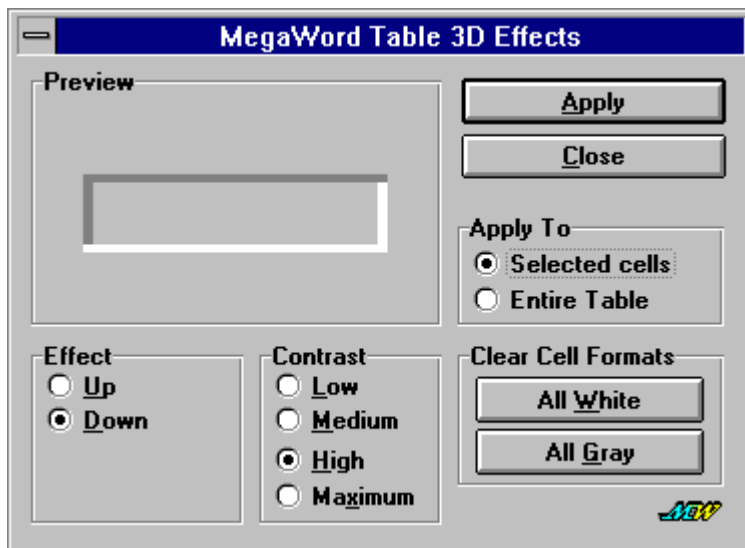 MegaWord Table 3D Effects
Preview
Apply
Close
Apply To
Selected cells
Entire Table
Effect
Up
Down
Contrast
Low
Medium
High
Maximum
Clear Cell Formats
All White
All Gray